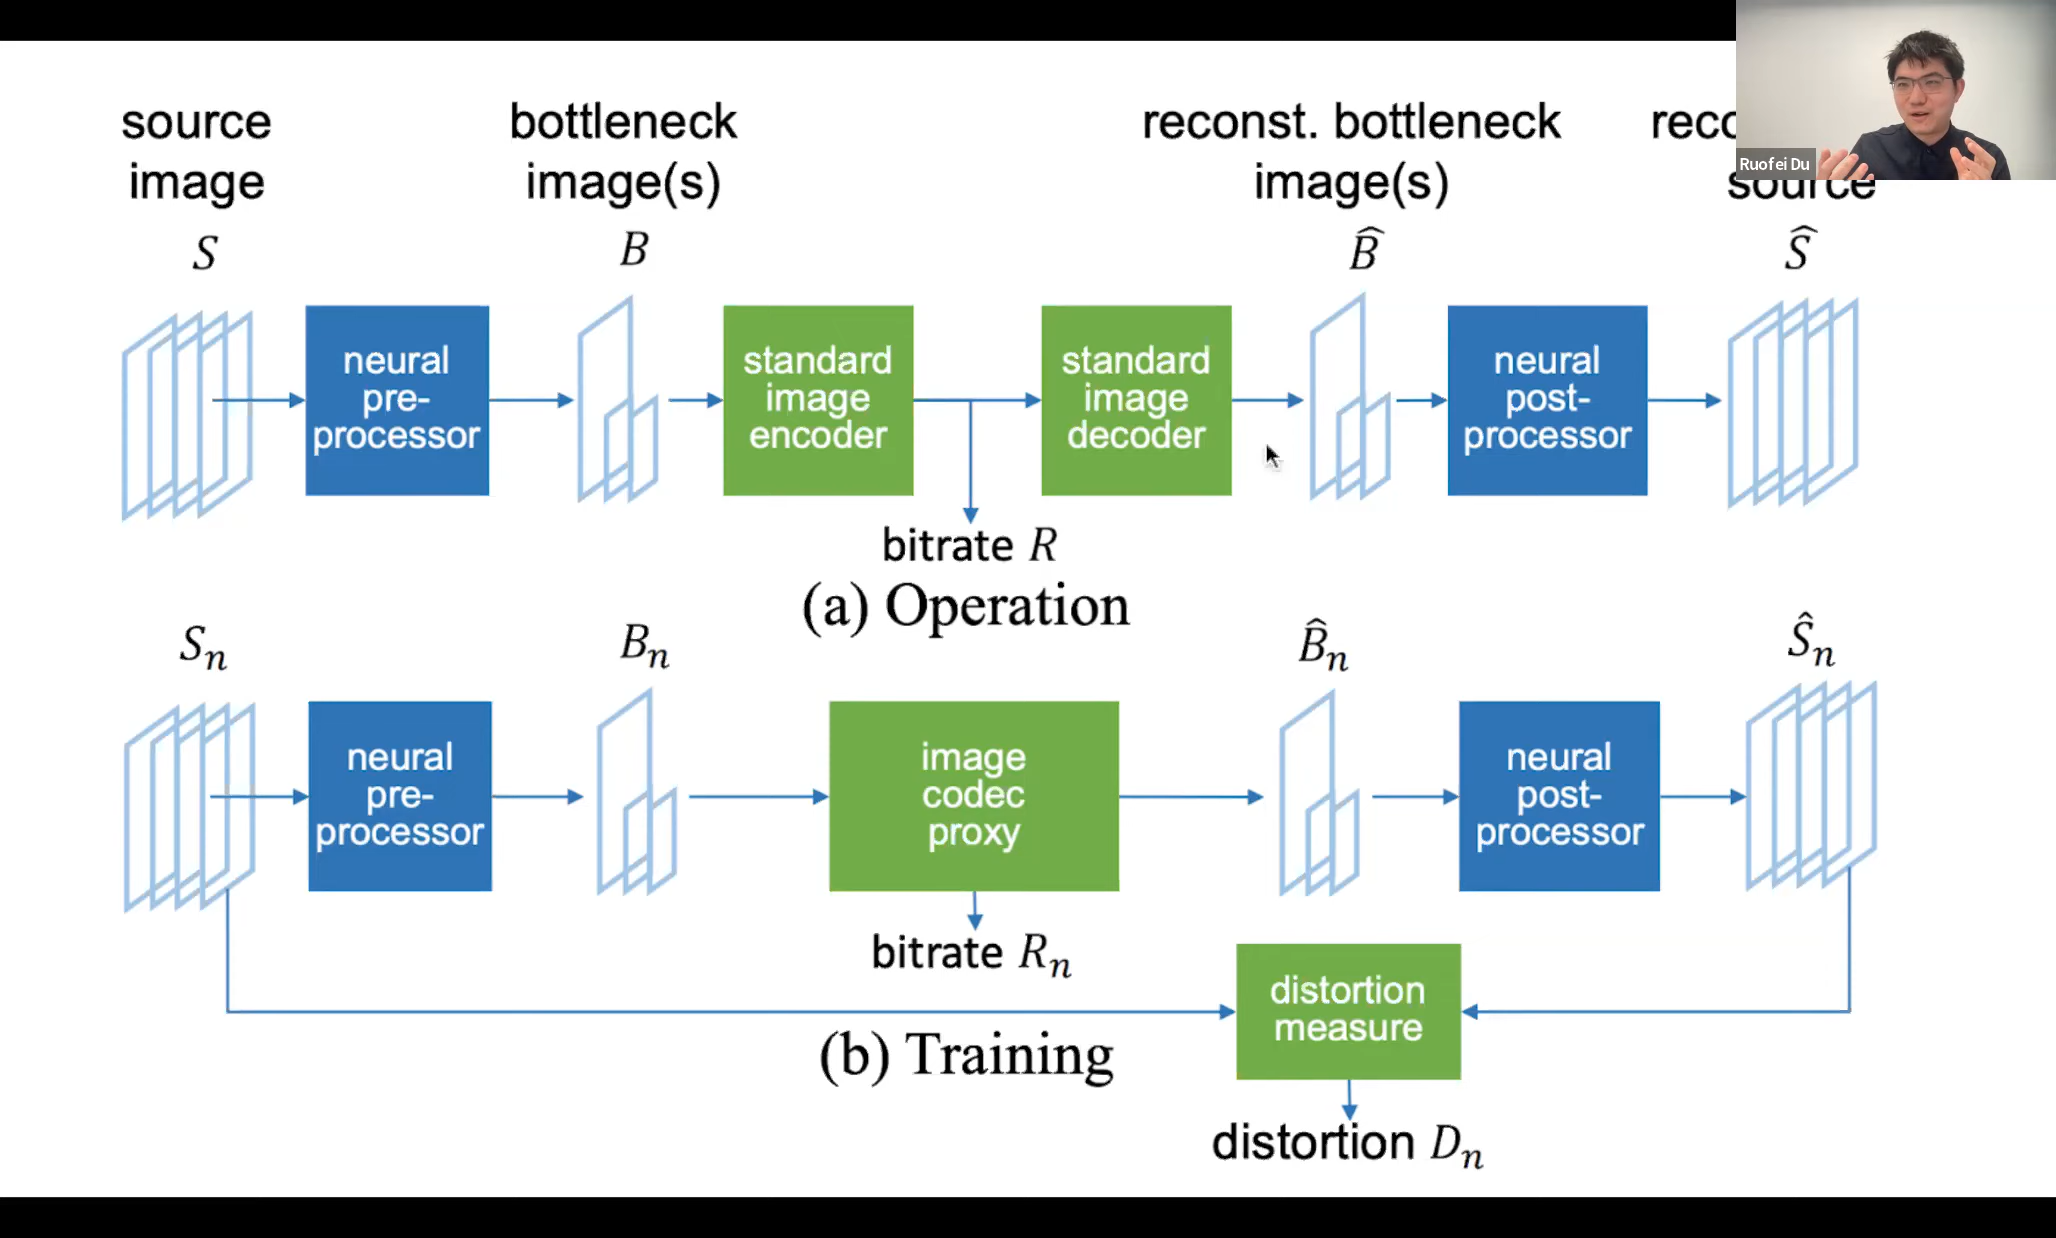 source
image
S
bottleneck
image(s)
B
reconst. bottleneck
image(s)
B̂
source
Ŝ
Ruofei Du
neural
pre-
processor
standard
image
encoder
standard
image
decoder
neural
post-
processor
bitrate R
(a) Operation
Sₙ
Bₙ
B̂ₙ
Ŝₙ
neural
pre-
processor
image
codec
proxy
neural
post-
processor
bitrate Rₙ
distortion
measure
(b) Training
distortion Dₙ